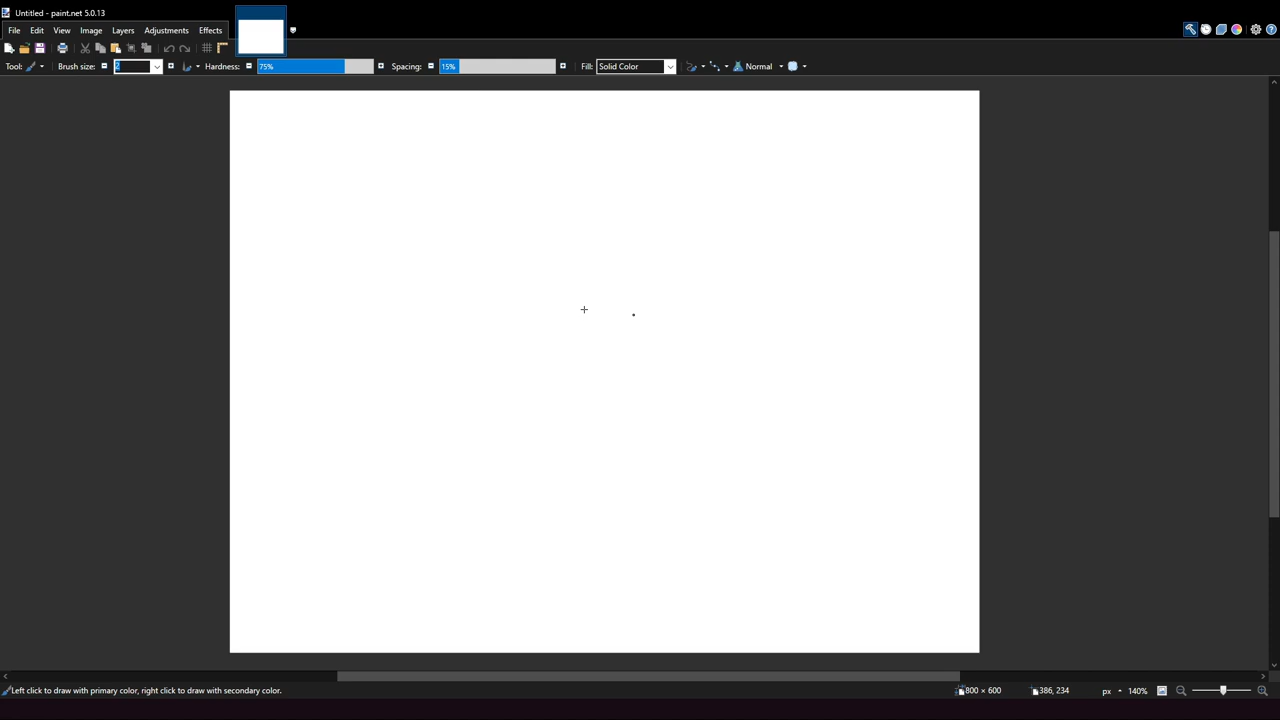 Untitled - paint.net 5.0.13
File Edit View Image Layers Adjustments Effects
Tool: Brush size: 2 Hardness: 75% Spacing: 15% Fill: Solid Color Normal
Left click to draw with primary color, right click to draw with secondary color. 800 × 600 386, 234 px 140%